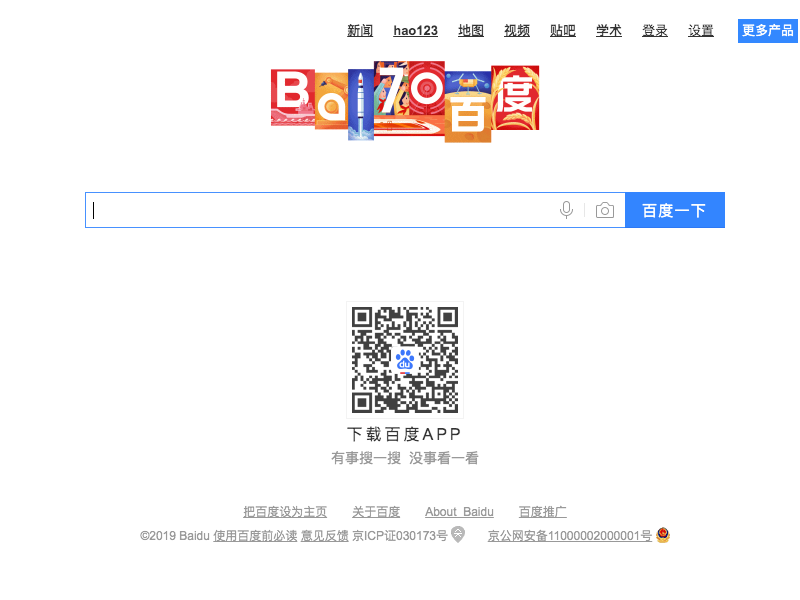 新闻 hao123 地图 视频 贴吧 学术 登录 设置 更多产品
Bai 70 百度
百度一下
du
下载百度APP
有事搜一搜 没事看一看
把百度设为主页 关于百度 About Baidu 百度推广
©2019 Baidu 使用百度前必读 意见反馈 京ICP证030173号 京公网安备11000002000001号